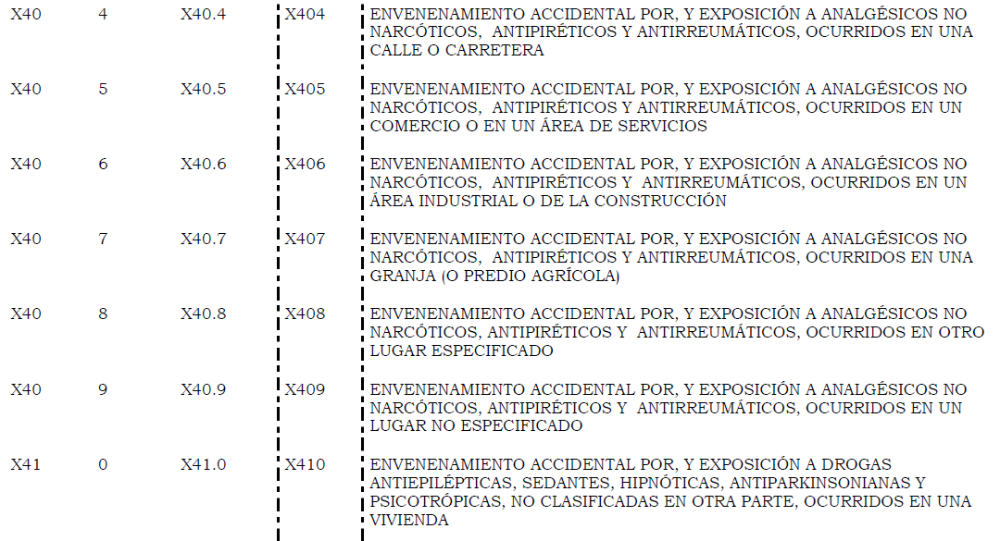 X40 4 X40.4 X404 ENVENENAMIENTO ACCIDENTAL POR, Y EXPOSICIÓN A ANALGÉSICOS NO
NARCÓTICOS,  ANTIPIRÉTICOS Y ANTIRREUMÁTICOS, OCURRIDOS EN UNA
CALLE O CARRETERA
X40 5 X40.5 X405 ENVENENAMIENTO ACCIDENTAL POR, Y EXPOSICIÓN A ANALGÉSICOS NO
NARCÓTICOS,  ANTIPIRÉTICOS Y ANTIRREUMÁTICOS, OCURRIDOS EN UN
COMERCIO O EN UN ÁREA DE SERVICIOS
X40 6 X40.6 X406 ENVENENAMIENTO ACCIDENTAL POR, Y EXPOSICIÓN A ANALGÉSICOS NO
NARCÓTICOS,  ANTIPIRÉTICOS Y  ANTIRREUMÁTICOS, OCURRIDOS EN UN
ÁREA INDUSTRIAL O DE LA CONSTRUCCIÓN
X40 7 X40.7 X407 ENVENENAMIENTO ACCIDENTAL POR, Y EXPOSICIÓN A ANALGÉSICOS NO
NARCÓTICOS,  ANTIPIRÉTICOS Y ANTIRREUMÁTICOS, OCURRIDOS EN UNA
GRANJA (O PREDIO AGRÍCOLA)
X40 8 X40.8 X408 ENVENENAMIENTO ACCIDENTAL POR, Y EXPOSICIÓN A ANALGÉSICOS NO
NARCÓTICOS, ANTIPIRÉTICOS Y  ANTIRREUMÁTICOS, OCURRIDOS EN OTRO
LUGAR ESPECIFICADO
X40 9 X40.9 X409 ENVENENAMIENTO ACCIDENTAL POR, Y EXPOSICIÓN A ANALGÉSICOS NO
NARCÓTICOS, ANTIPIRÉTICOS Y  ANTIRREUMÁTICOS, OCURRIDOS EN UN
LUGAR NO ESPECIFICADO
X41 0 X41.0 X410 ENVENENAMIENTO ACCIDENTAL POR, Y EXPOSICIÓN A DROGAS
ANTIEPILÉPTICAS, SEDANTES, HIPNÓTICAS, ANTIPARKINSONIANAS Y
PSICOTRÓPICAS, NO CLASIFICADAS EN OTRA PARTE, OCURRIDOS EN UNA
VIVIENDA